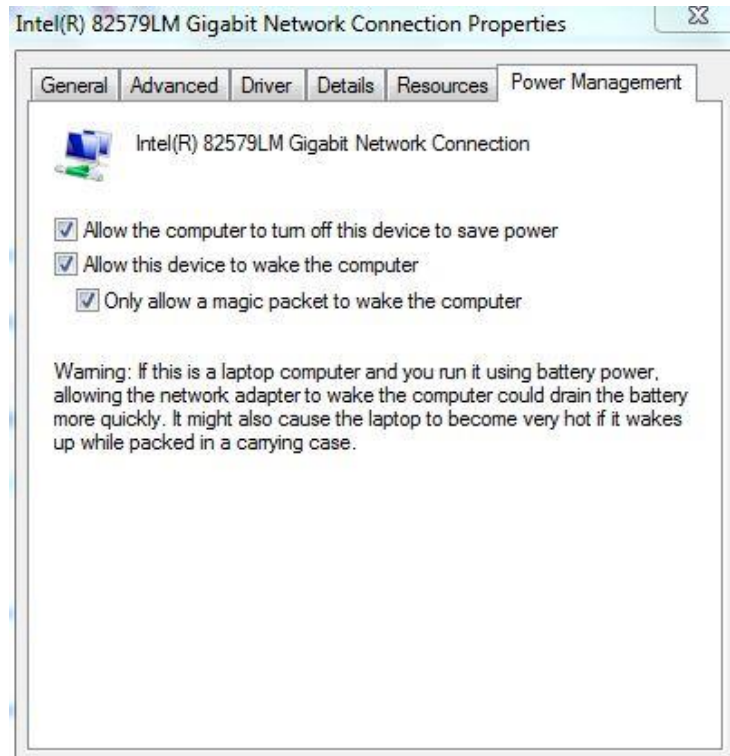 Intel(R) 82579LM Gigabit Network Connection Properties
General Advanced Driver Details Resources Power Management
Intel(R) 82579LM Gigabit Network Connection
Allow the computer to turn off this device to save power
Allow this device to wake the computer
Only allow a magic packet to wake the computer
Warning: If this is a laptop computer and you run it using battery power,
allowing the network adapter to wake the computer could drain the battery
more quickly. It might also cause the laptop to become very hot if it wakes
up while packed in a carrying case.